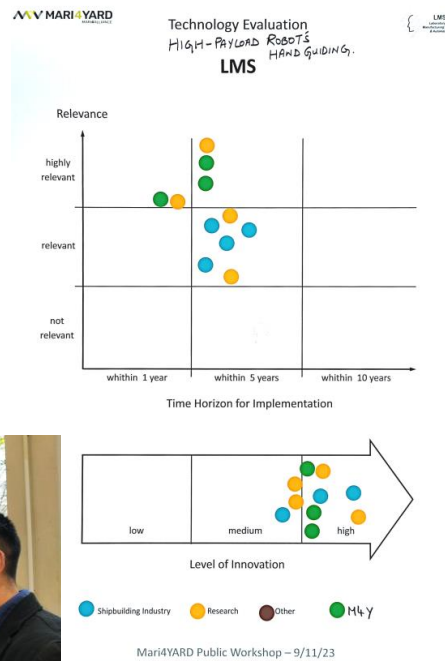 MARI4YARD
Technology Evaluation
HIGH-PAYLOAD ROBOTS
HAND GUIDING.
LMS
LMS
Relevance
highly
relevant
relevant
not
relevant
whithin 1 year
whithin 5 years
whithin 10 years
Time Horizon for Implementation
low
medium
high
Level of Innovation
Shipbuilding Industry
Research
Other
M4Y
Mari4YARD Public Workshop – 9/11/23